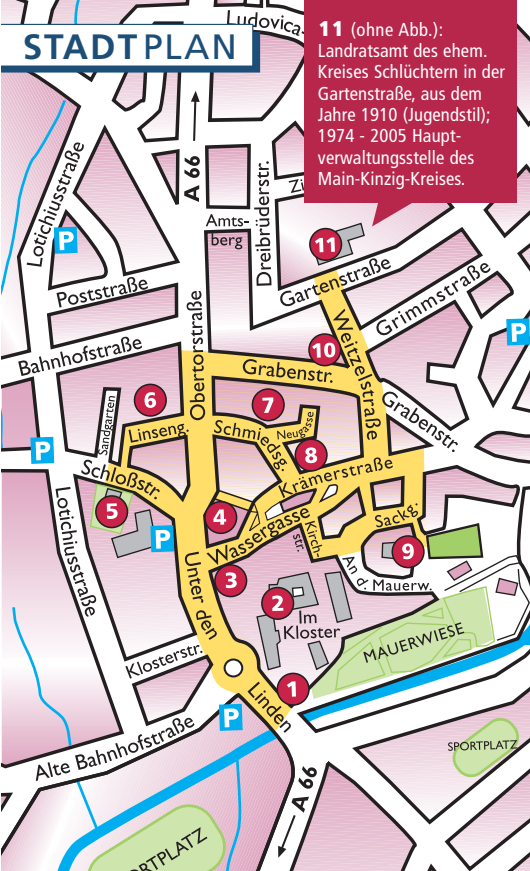 STADTPLAN
Ludovica-
11 (ohne Abb.):
Landratsamt des ehem.
Kreises Schlüchtern in der
Gartenstraße, aus dem
Jahre 1910 (Jugendstil);
1974 - 2005 Haupt-
verwaltungsstelle des
Main-Kinzig-Kreises.
Lotichiusstraße
A 66
Dreibrüderstr.
Amts-
berg
P
11
Gartenstraße
Poststraße
Grimmstraße
P
Bahnhofstraße
Obertorstraße
10
Weitzelstraße
Grabenstr.
Grabenstr.
6
7
Sandgarten
Linseng.
Schmiedsg.
Neugasse
8
P
Schloßstr.
Krämerstraße
5
4
Sackg.
Lotichiusstraße
P
Wassergasse
Kirch-
str.
9
An d. Mauerw.
3
Unter den
2
Im
Kloster
MAUERWIESE
Klosterstr.
1
Linden
P
Alte Bahnhofstraße
SPORTPLATZ
A 66
ORTPLATZ